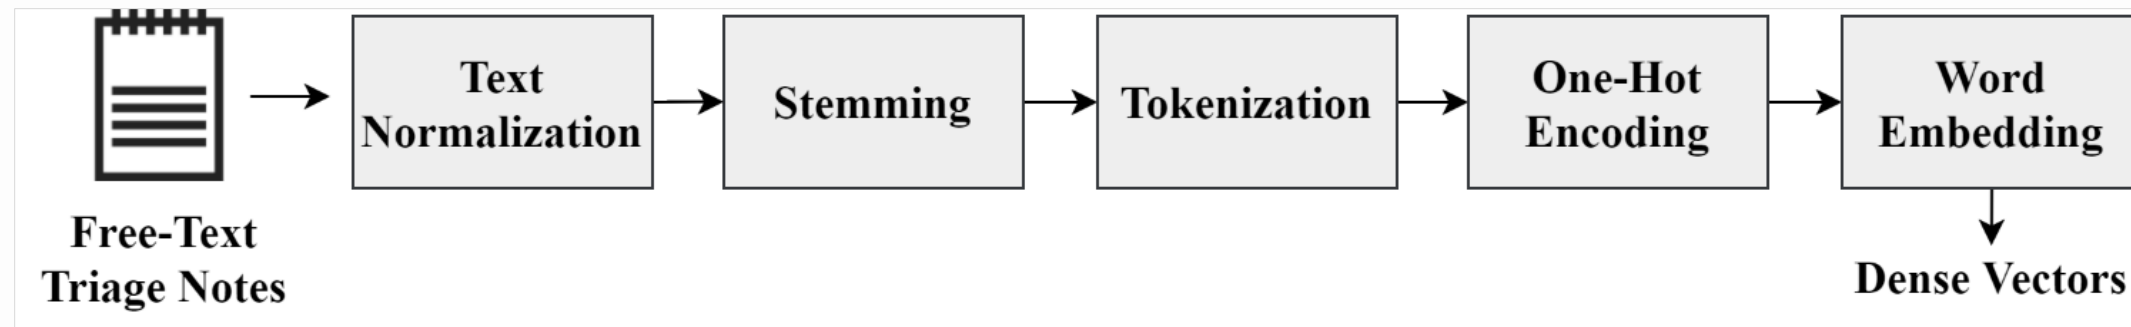 Free-Text
Triage Notes
Text
Normalization
Stemming
Tokenization
One-Hot
Encoding
Word
Embedding
Dense Vectors